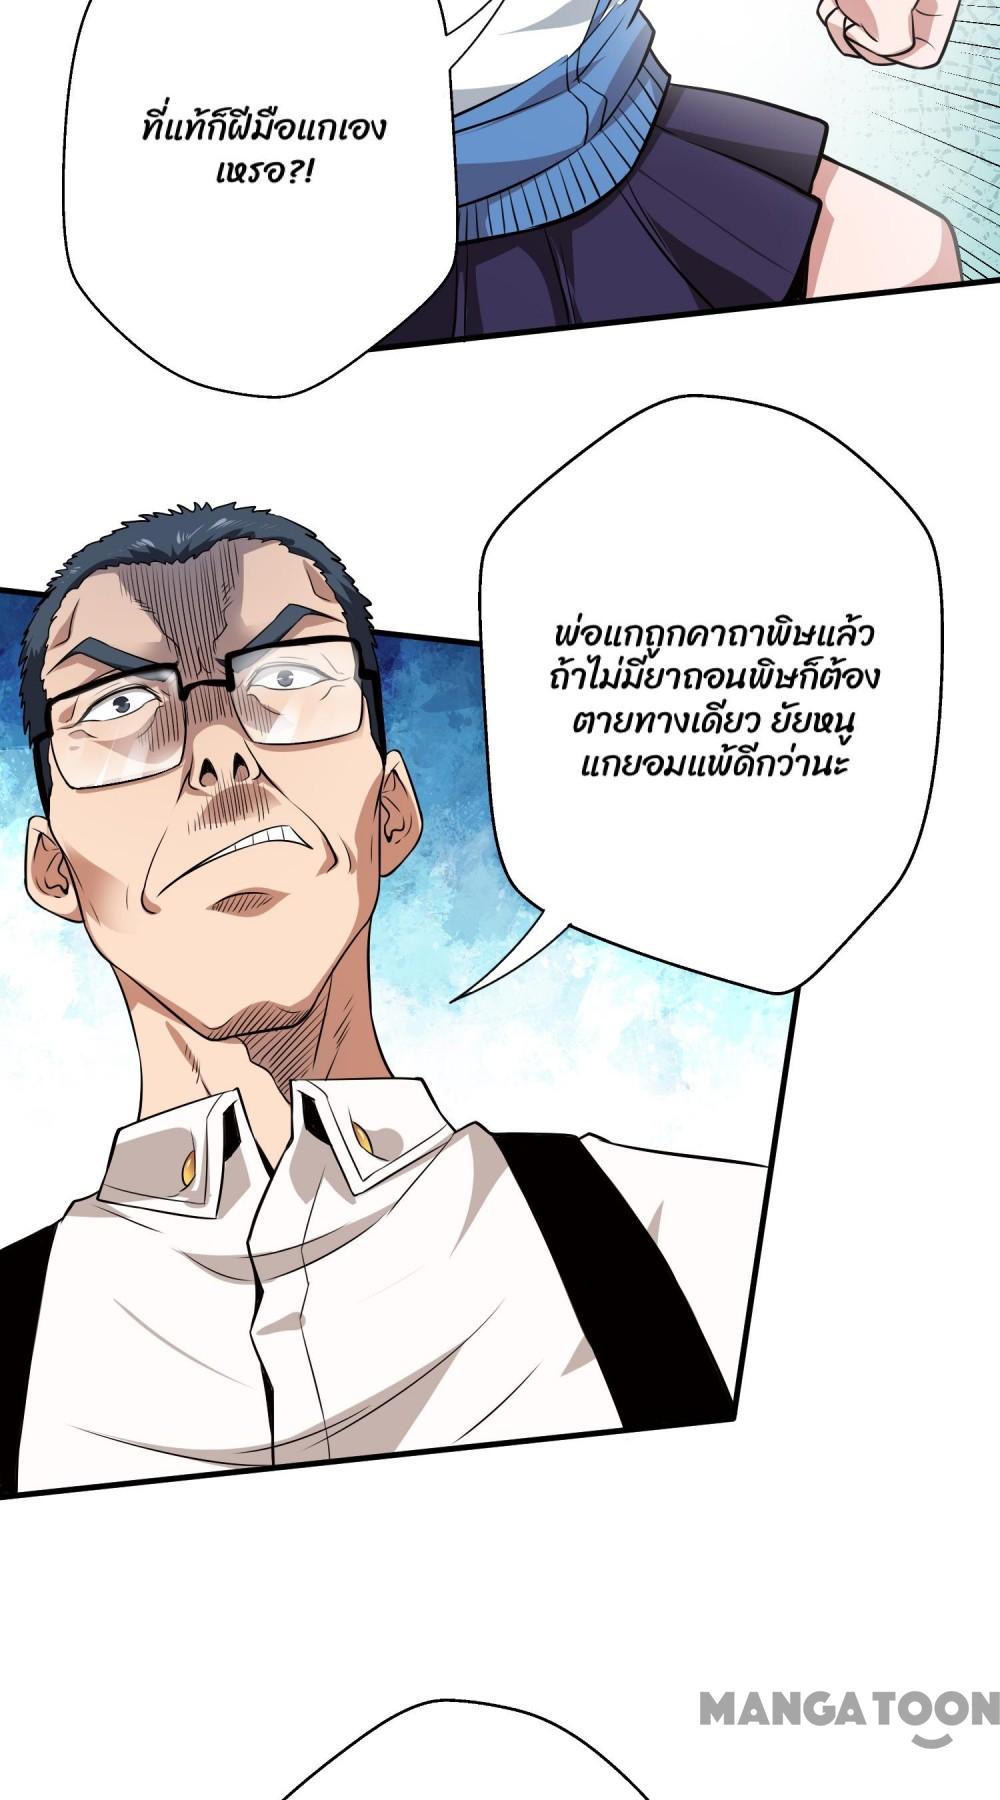 ที่แท้ก็ฝีมือแกเอง
เหรอ?!
พ่อแกถูกคาถาพิษแล้ว
ถ้าไม่มียาถอนพิษก็ต้อง
ตายทางเดียว ยัยหนู
แกยอมแพ้ดีกว่านะ
MANGATOON